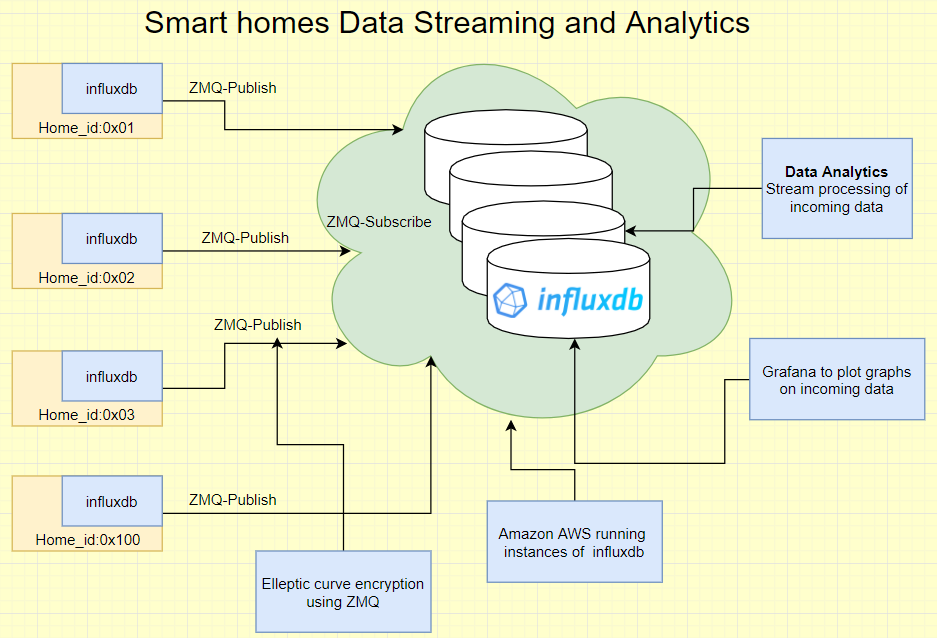 Smart homes Data Streaming and Analytics
influxdb
Home_id:0x01
ZMQ-Publish
influxdb
Home_id:0x02
ZMQ-Publish
ZMQ-Subscribe
influxdb
Data Analytics
Stream processing of
incoming data
influxdb
Home_id:0x03
ZMQ-Publish
Grafana to plot graphs
on incoming data
influxdb
Home_id:0x100
ZMQ-Publish
Elleptic curve encryption
using ZMQ
Amazon AWS running
instances of influxdb